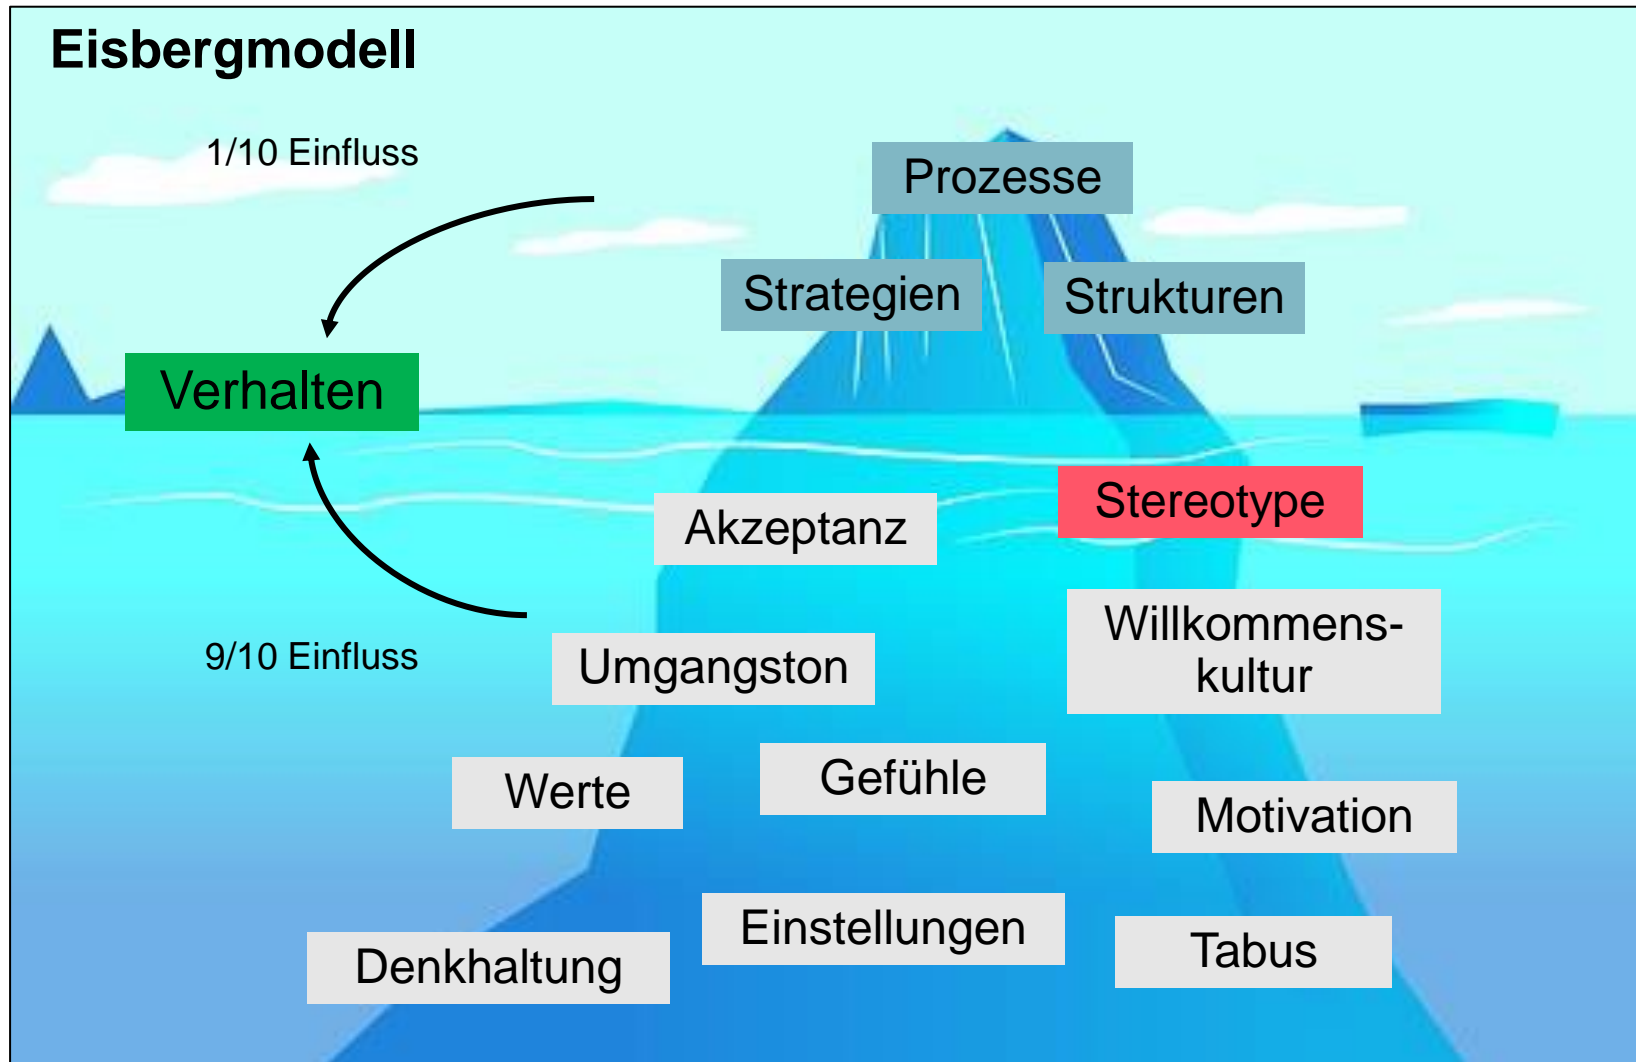 Eisbergmodell
1/10 Einfluss
Prozesse
Strategien
Strukturen
Verhalten
Stereotype
Akzeptanz
Willkommens-
kultur
Umgangston
9/10 Einfluss
Gefühle
Werte
Motivation
Einstellungen
Tabus
Denkhaltung